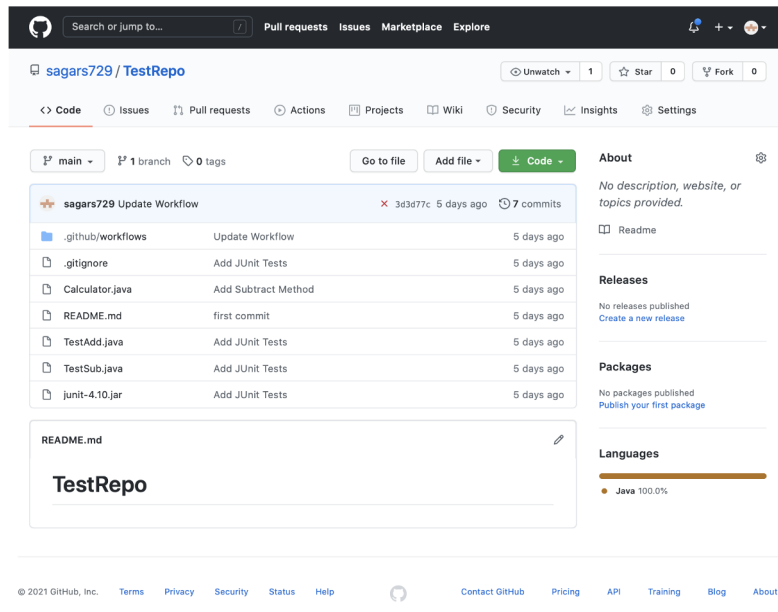 Search or jump to... / Pull requests Issues Marketplace Explore
sagars729 / TestRepo Unwatch 1 Star 0 Fork 0
<> Code Issues Pull requests Actions Projects Wiki Security Insights Settings
main 1 branch 0 tags Go to file Add file Code
About
No description, website, or
topics provided.
Readme
sagars729 Update Workflow 3d3d77c 5 days ago 7 commits
.github/workflows Update Workflow 5 days ago
.gitignore Add JUnit Tests 5 days ago
Calculator.java Add Subtract Method 5 days ago
README.md first commit 5 days ago
TestAdd.java Add JUnit Tests 5 days ago
TestSub.java Add JUnit Tests 5 days ago
junit-4.10.jar Add JUnit Tests 5 days ago
Releases
No releases published
Create a new release
Packages
No packages published
Publish your first package
README.md
TestRepo
Languages
Java 100.0%
© 2021 GitHub, Inc. Terms Privacy Security Status Help Contact GitHub Pricing API Training Blog About